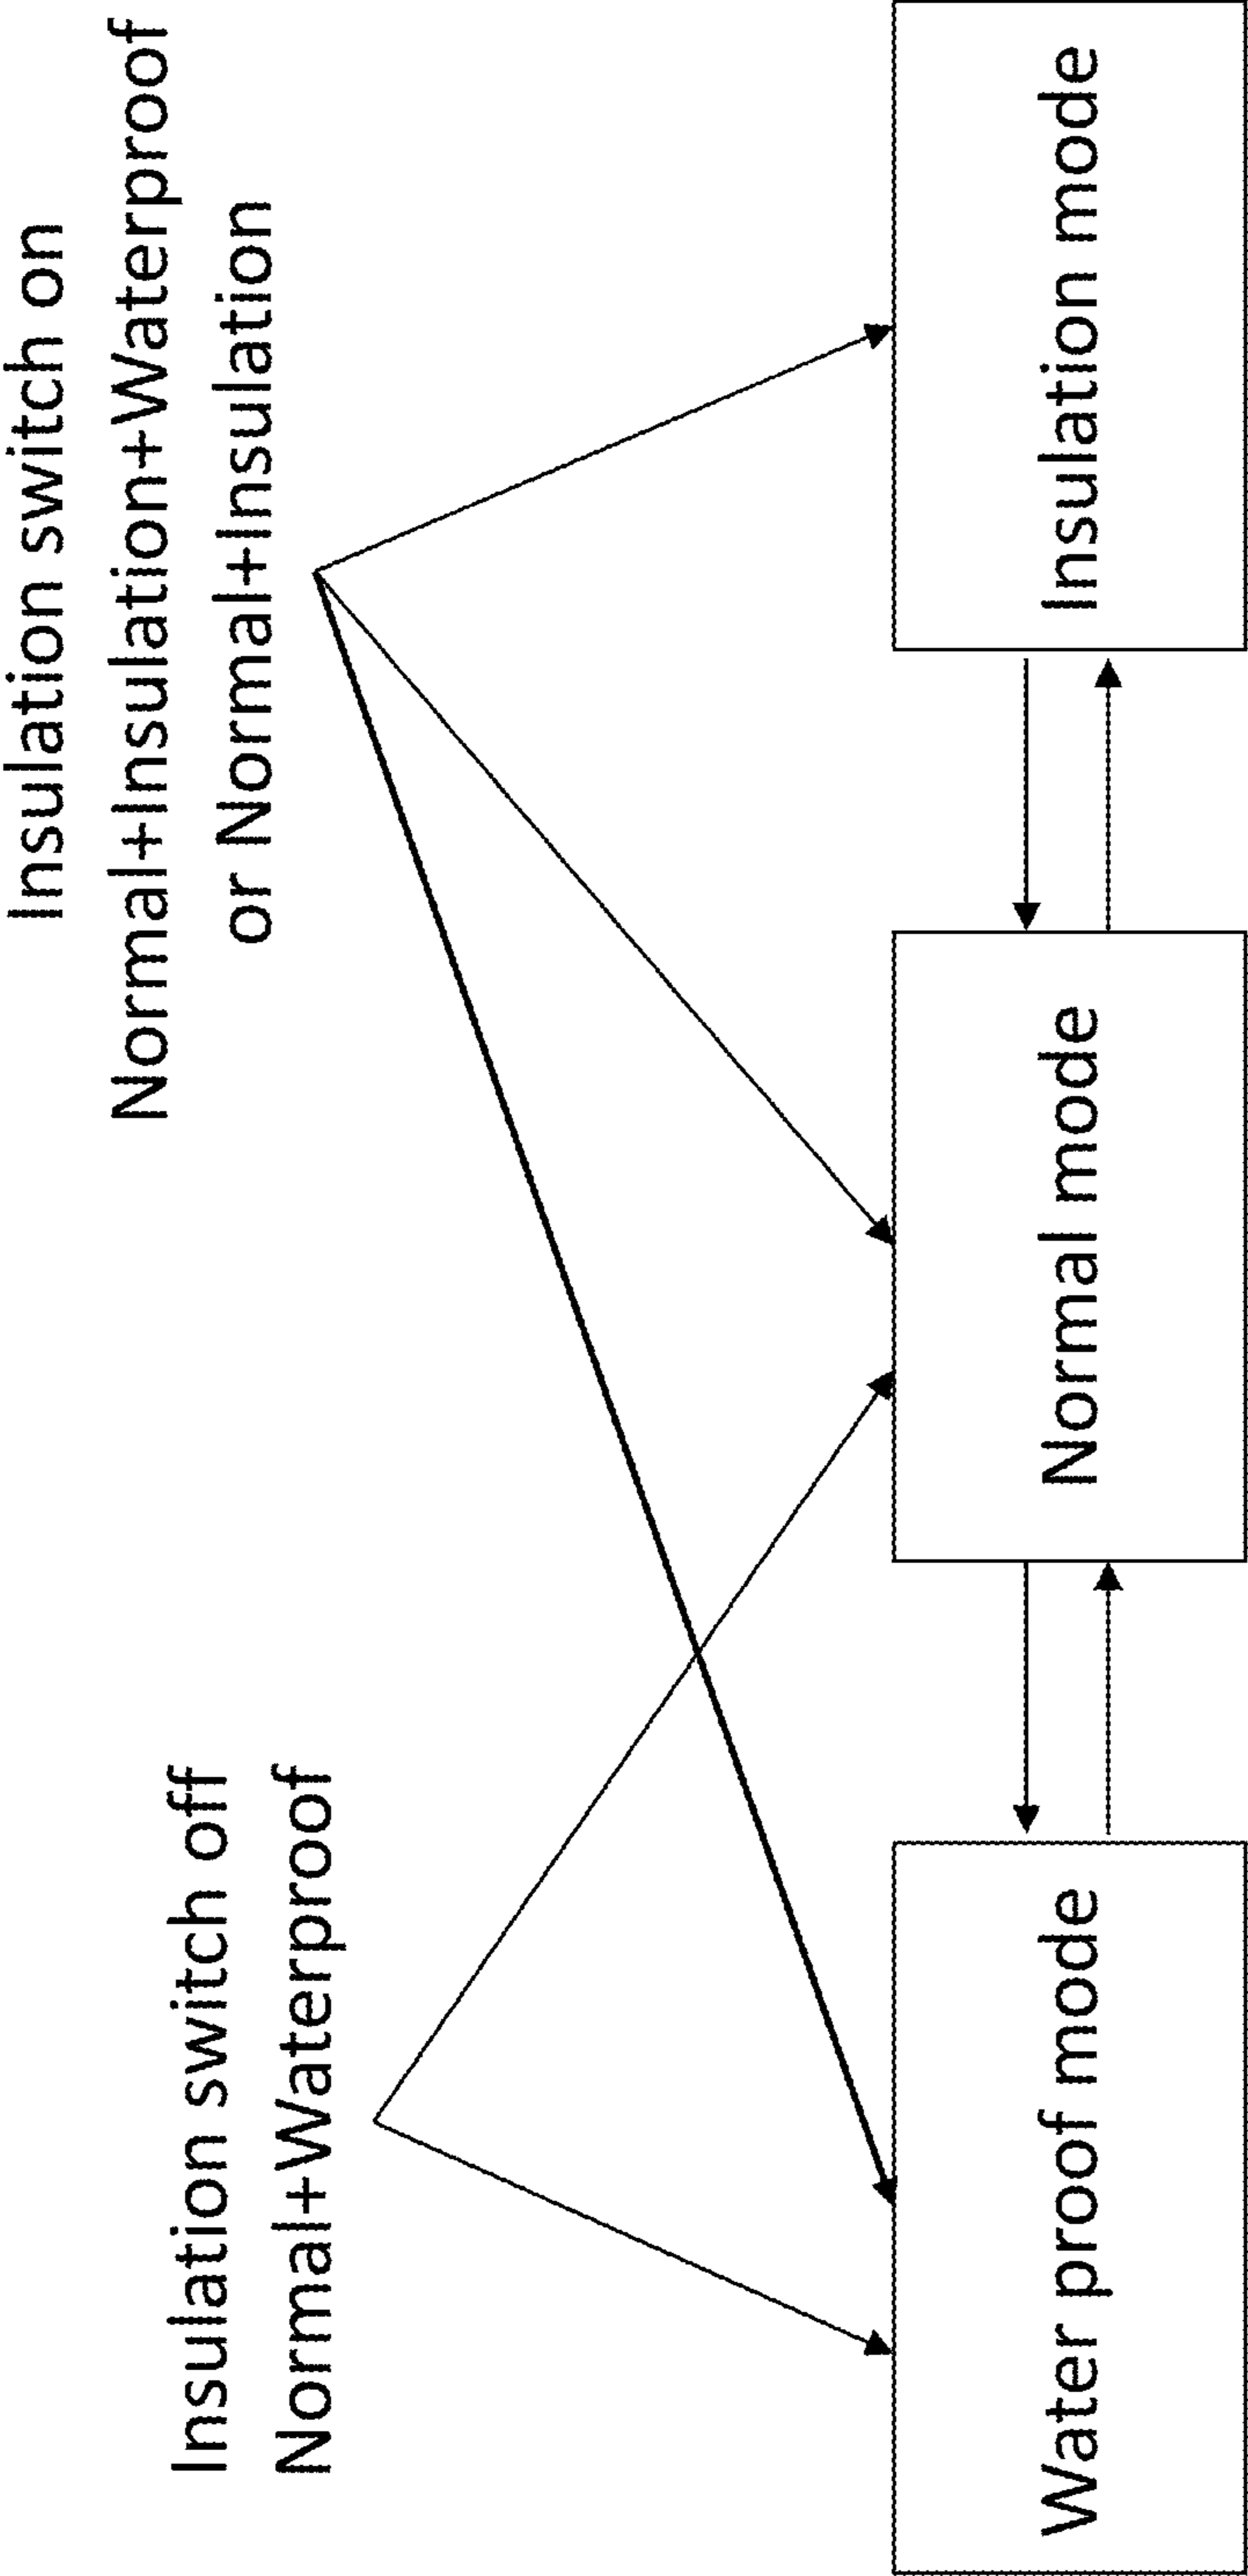 Insulation switch off
Normal+Waterproof
Insulation switch on
Normal+Insulation+Waterproof
or Normal+Insulation
Water proof mode
Normal mode
Insulation mode